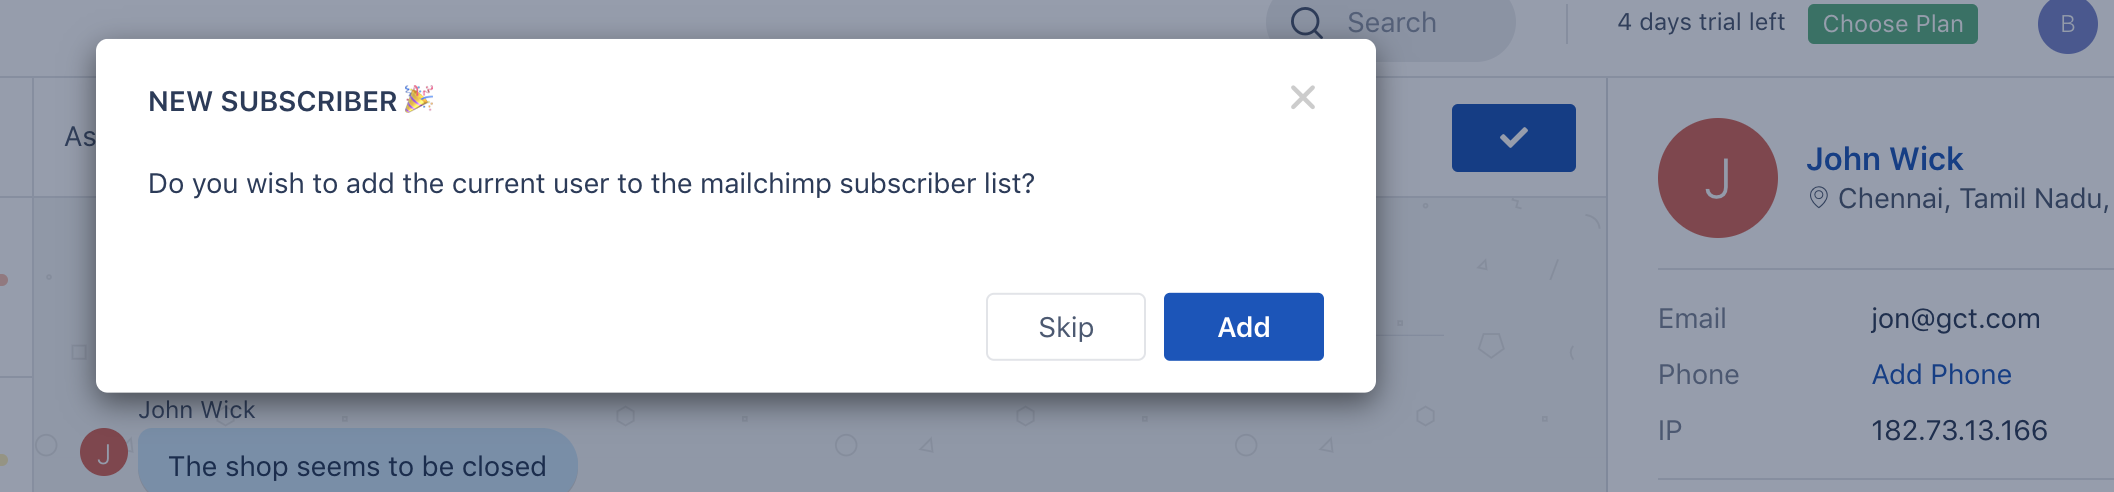 Search
4 days trial left
Choose Plan
B
NEW SUBSCRIBER
As
Do you wish to add the current user to the mailchimp subscriber list?
Skip
Add
John Wick
J
The shop seems to be closed
J
John Wick
Chennai, Tamil Nadu,
Email jon@gct.com
Phone Add Phone
IP 182.73.13.166